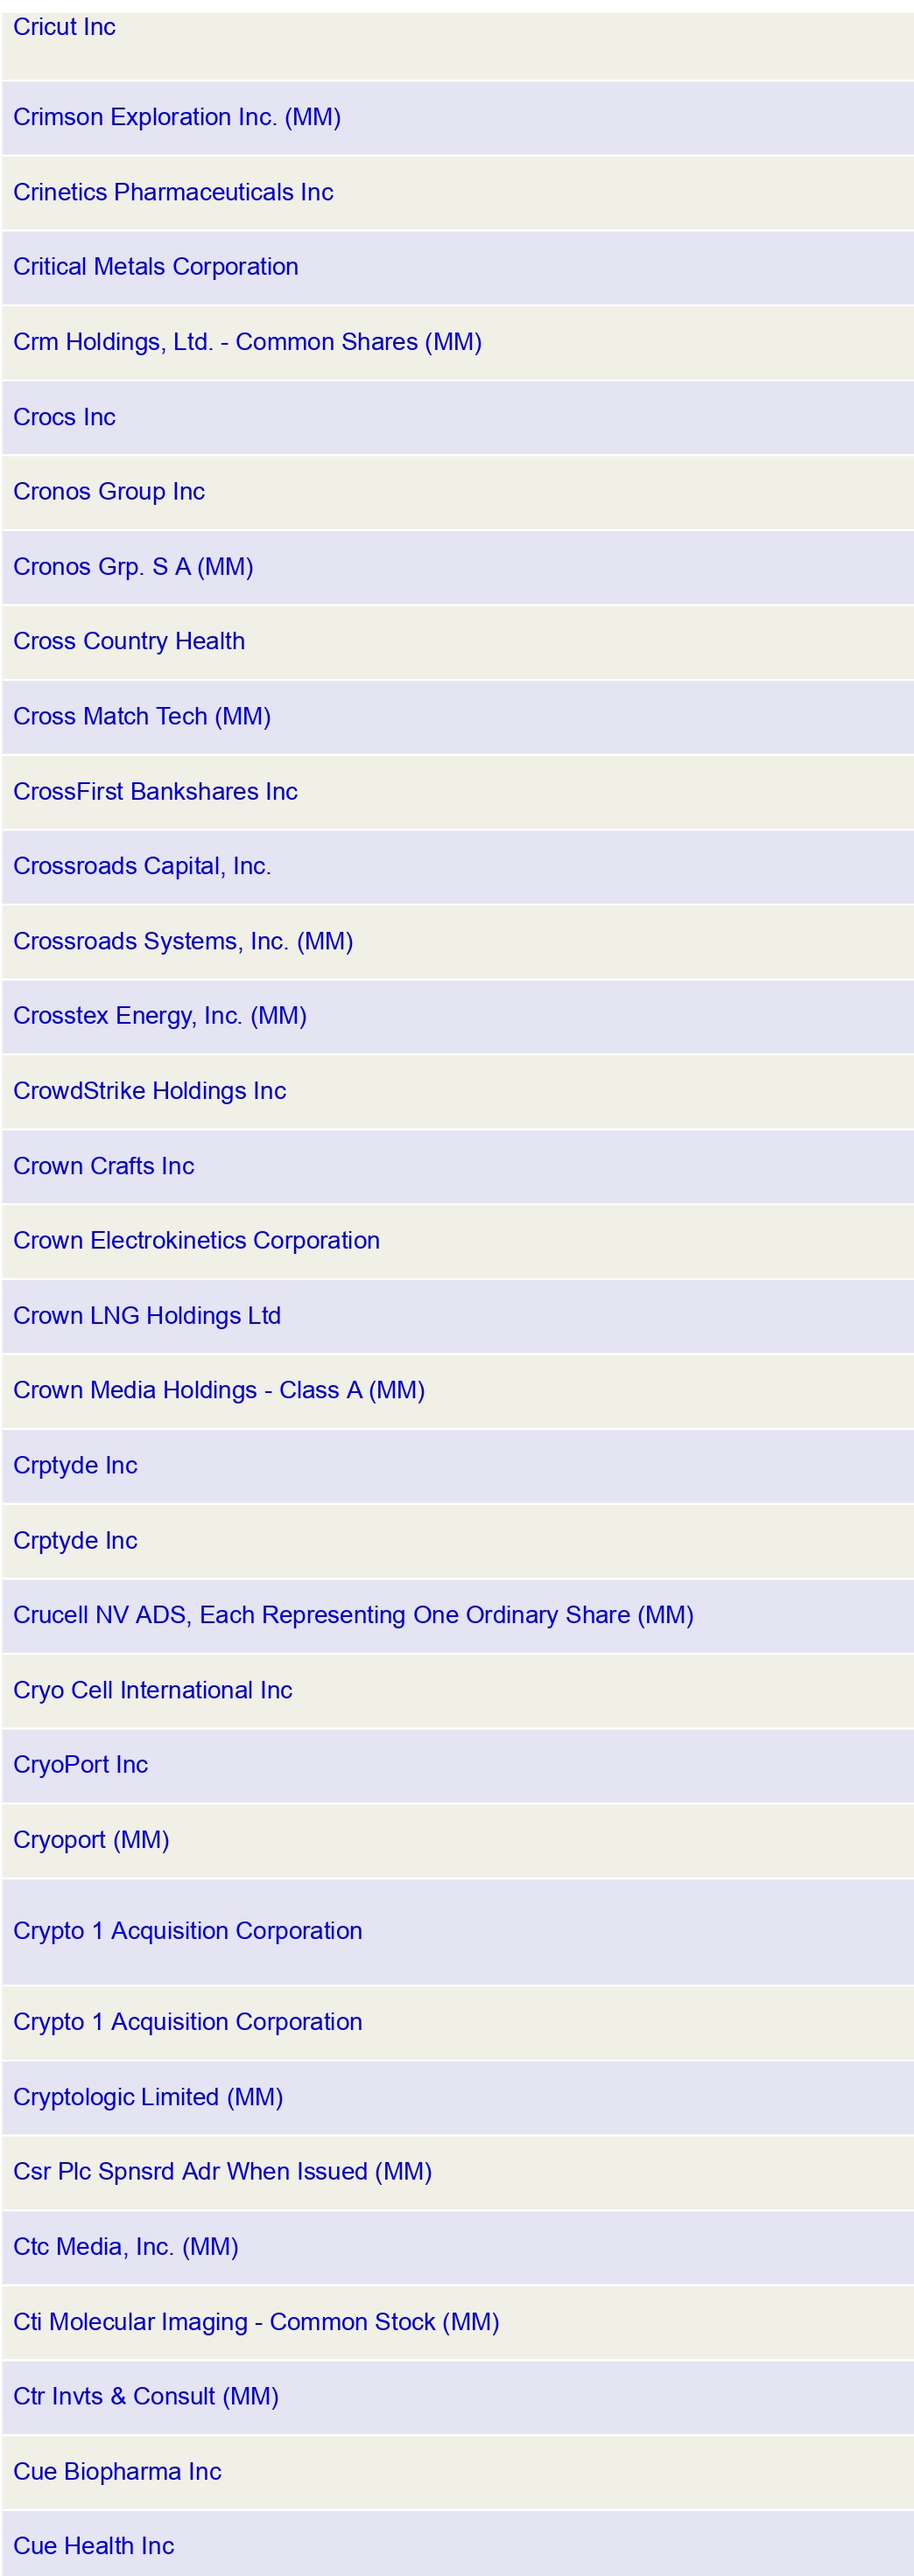 Cricut Inc
Crimson Exploration Inc. (MM)
Crinetics Pharmaceuticals Inc
Critical Metals Corporation
Crm Holdings, Ltd. - Common Shares (MM)
Crocs Inc
Cronos Group Inc
Cronos Grp. S A (MM)
Cross Country Health
Cross Match Tech (MM)
CrossFirst Bankshares Inc
Crossroads Capital, Inc.
Crossroads Systems, Inc. (MM)
Crosstex Energy, Inc. (MM)
CrowdStrike Holdings Inc
Crown Crafts Inc
Crown Electrokinetics Corporation
Crown LNG Holdings Ltd
Crown Media Holdings - Class A (MM)
Crptyde Inc
Crptyde Inc
Crucell NV ADS, Each Representing One Ordinary Share (MM)
Cryo Cell International Inc
CryoPort Inc
Cryoport (MM)
Crypto 1 Acquisition Corporation
Crypto 1 Acquisition Corporation
Cryptologic Limited (MM)
Csr Plc Spnsrd Adr When Issued (MM)
Ctc Media, Inc. (MM)
Cti Molecular Imaging - Common Stock (MM)
Ctr Invts & Consult (MM)
Cue Biopharma Inc
Cue Health Inc